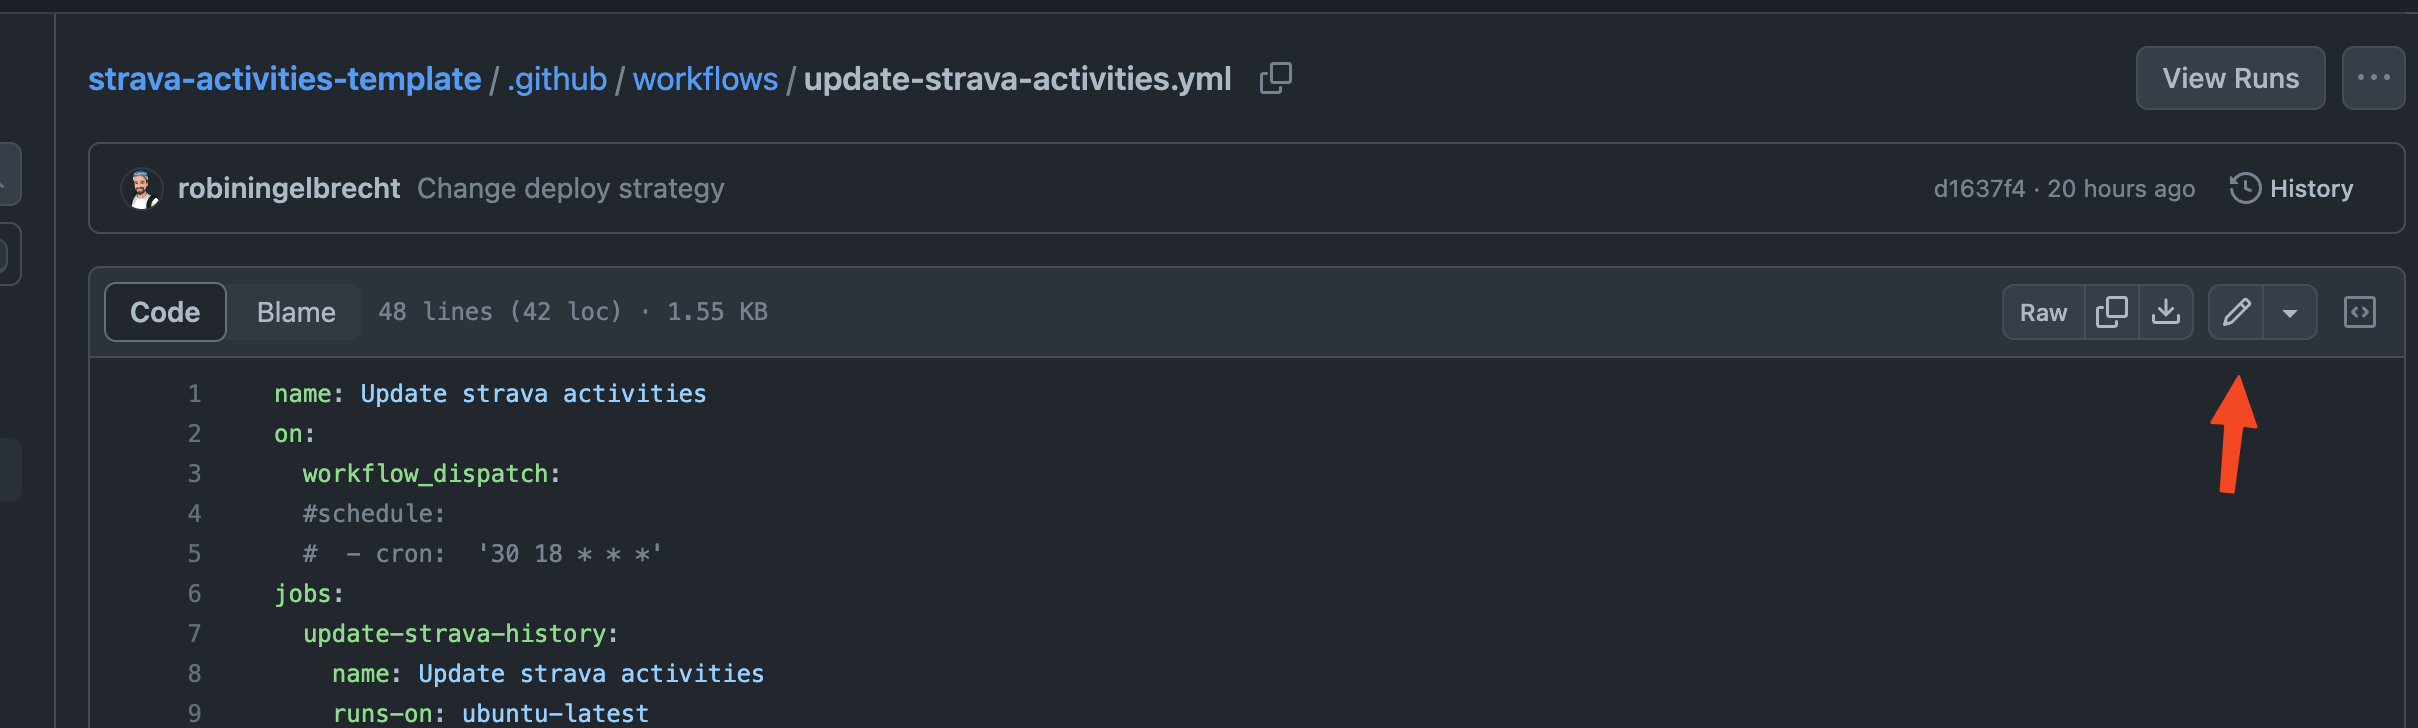 strava-activities-template / .github / workflows / update-strava-activities.yml
View Runs
robiningelbrecht Change deploy strategy
d1637f4 · 20 hours ago
History
Code
Blame
48 lines (42 loc) · 1.55 KB
Raw
1 name: Update strava activities
2 on:
3   workflow_dispatch:
4   #schedule:
5   #  - cron:  '30 18 * * *'
6 jobs:
7   update-strava-history:
8     name: Update strava activities
9     runs-on: ubuntu-latest